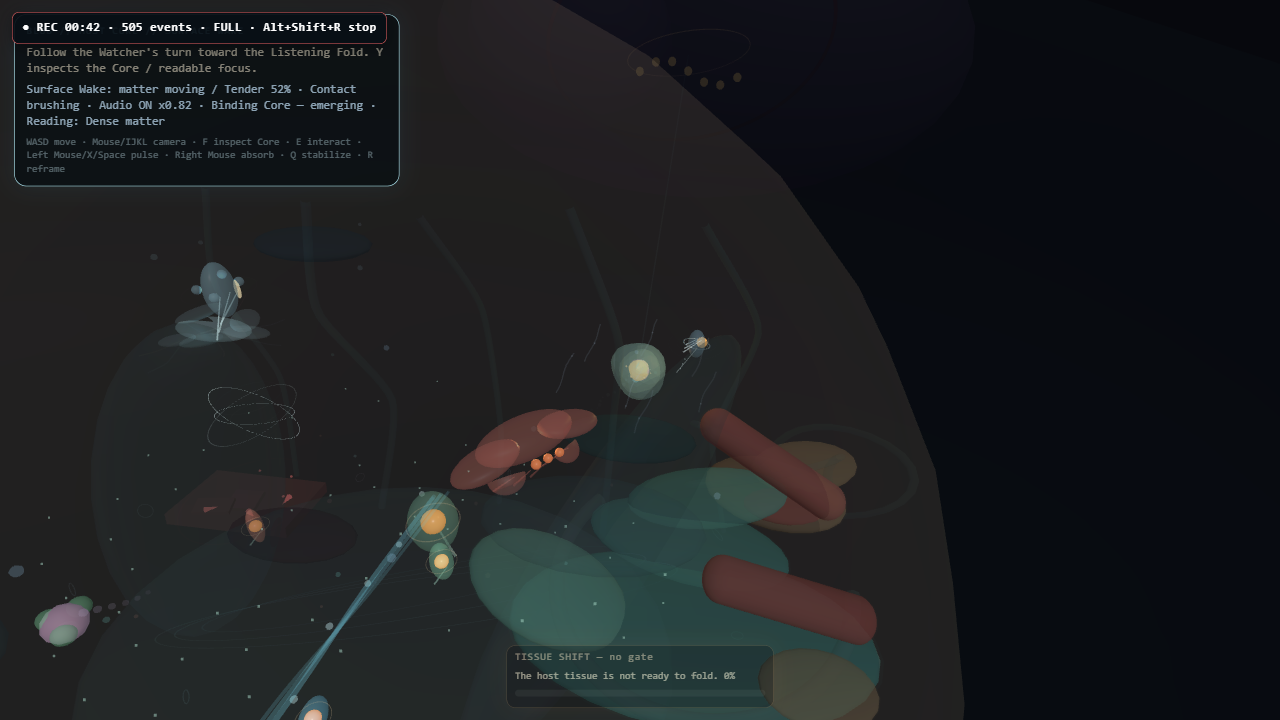 ● REC 00:42 · 505 events · FULL · Alt+Shift+R stop
Follow the Watcher's turn toward the Listening Fold. Y
inspects the Core / readable focus.
Surface Wake: matter moving / Tender 52% · Contact
brushing · Audio ON x0.82 · Binding Core — emerging ·
Reading: Dense matter
WASD move · Mouse/IJKL camera · F inspect Core · E interact ·
Left Mouse/X/Space pulse · Right Mouse absorb · Q stabilize · R
reframe
TISSUE SHIFT — no gate
The host tissue is not ready to fold. 0%